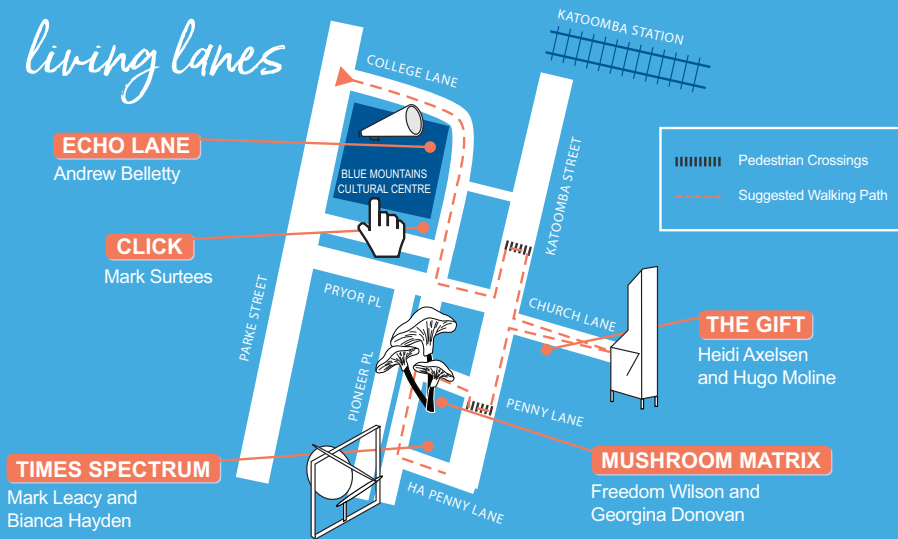 living lanes
KATOOMBA STATION
COLLEGE LANE
ECHO LANE
Andrew Belletty
BLUE MOUNTAINS
CULTURAL CENTRE
KATOOMBA STREET
Pedestrian Crossings
Suggested Walking Path
CLICK
Mark Surtees
PARKE STREET
PRYOR PL
CHURCH LANE
THE GIFT
Heidi Axelsen
and Hugo Moline
PIONEER PL
PENNY LANE
TIMES SPECTRUM
Mark Leacy and
Bianca Hayden
MUSHROOM MATRIX
Freedom Wilson and
Georgina Donovan
HA PENNY LANE